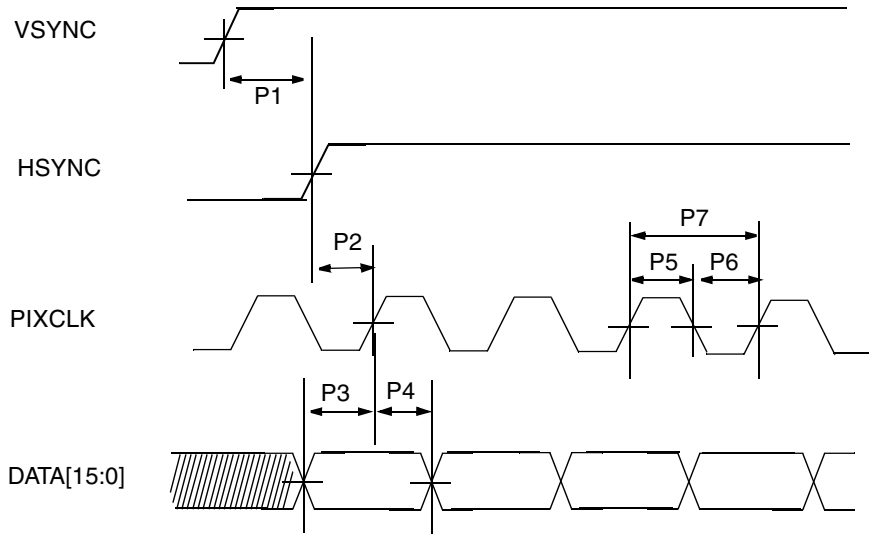 VSYNC
P1
HSYNC
P2
P7
P5 P6
PIXCLK
P3 P4
DATA[15:0]